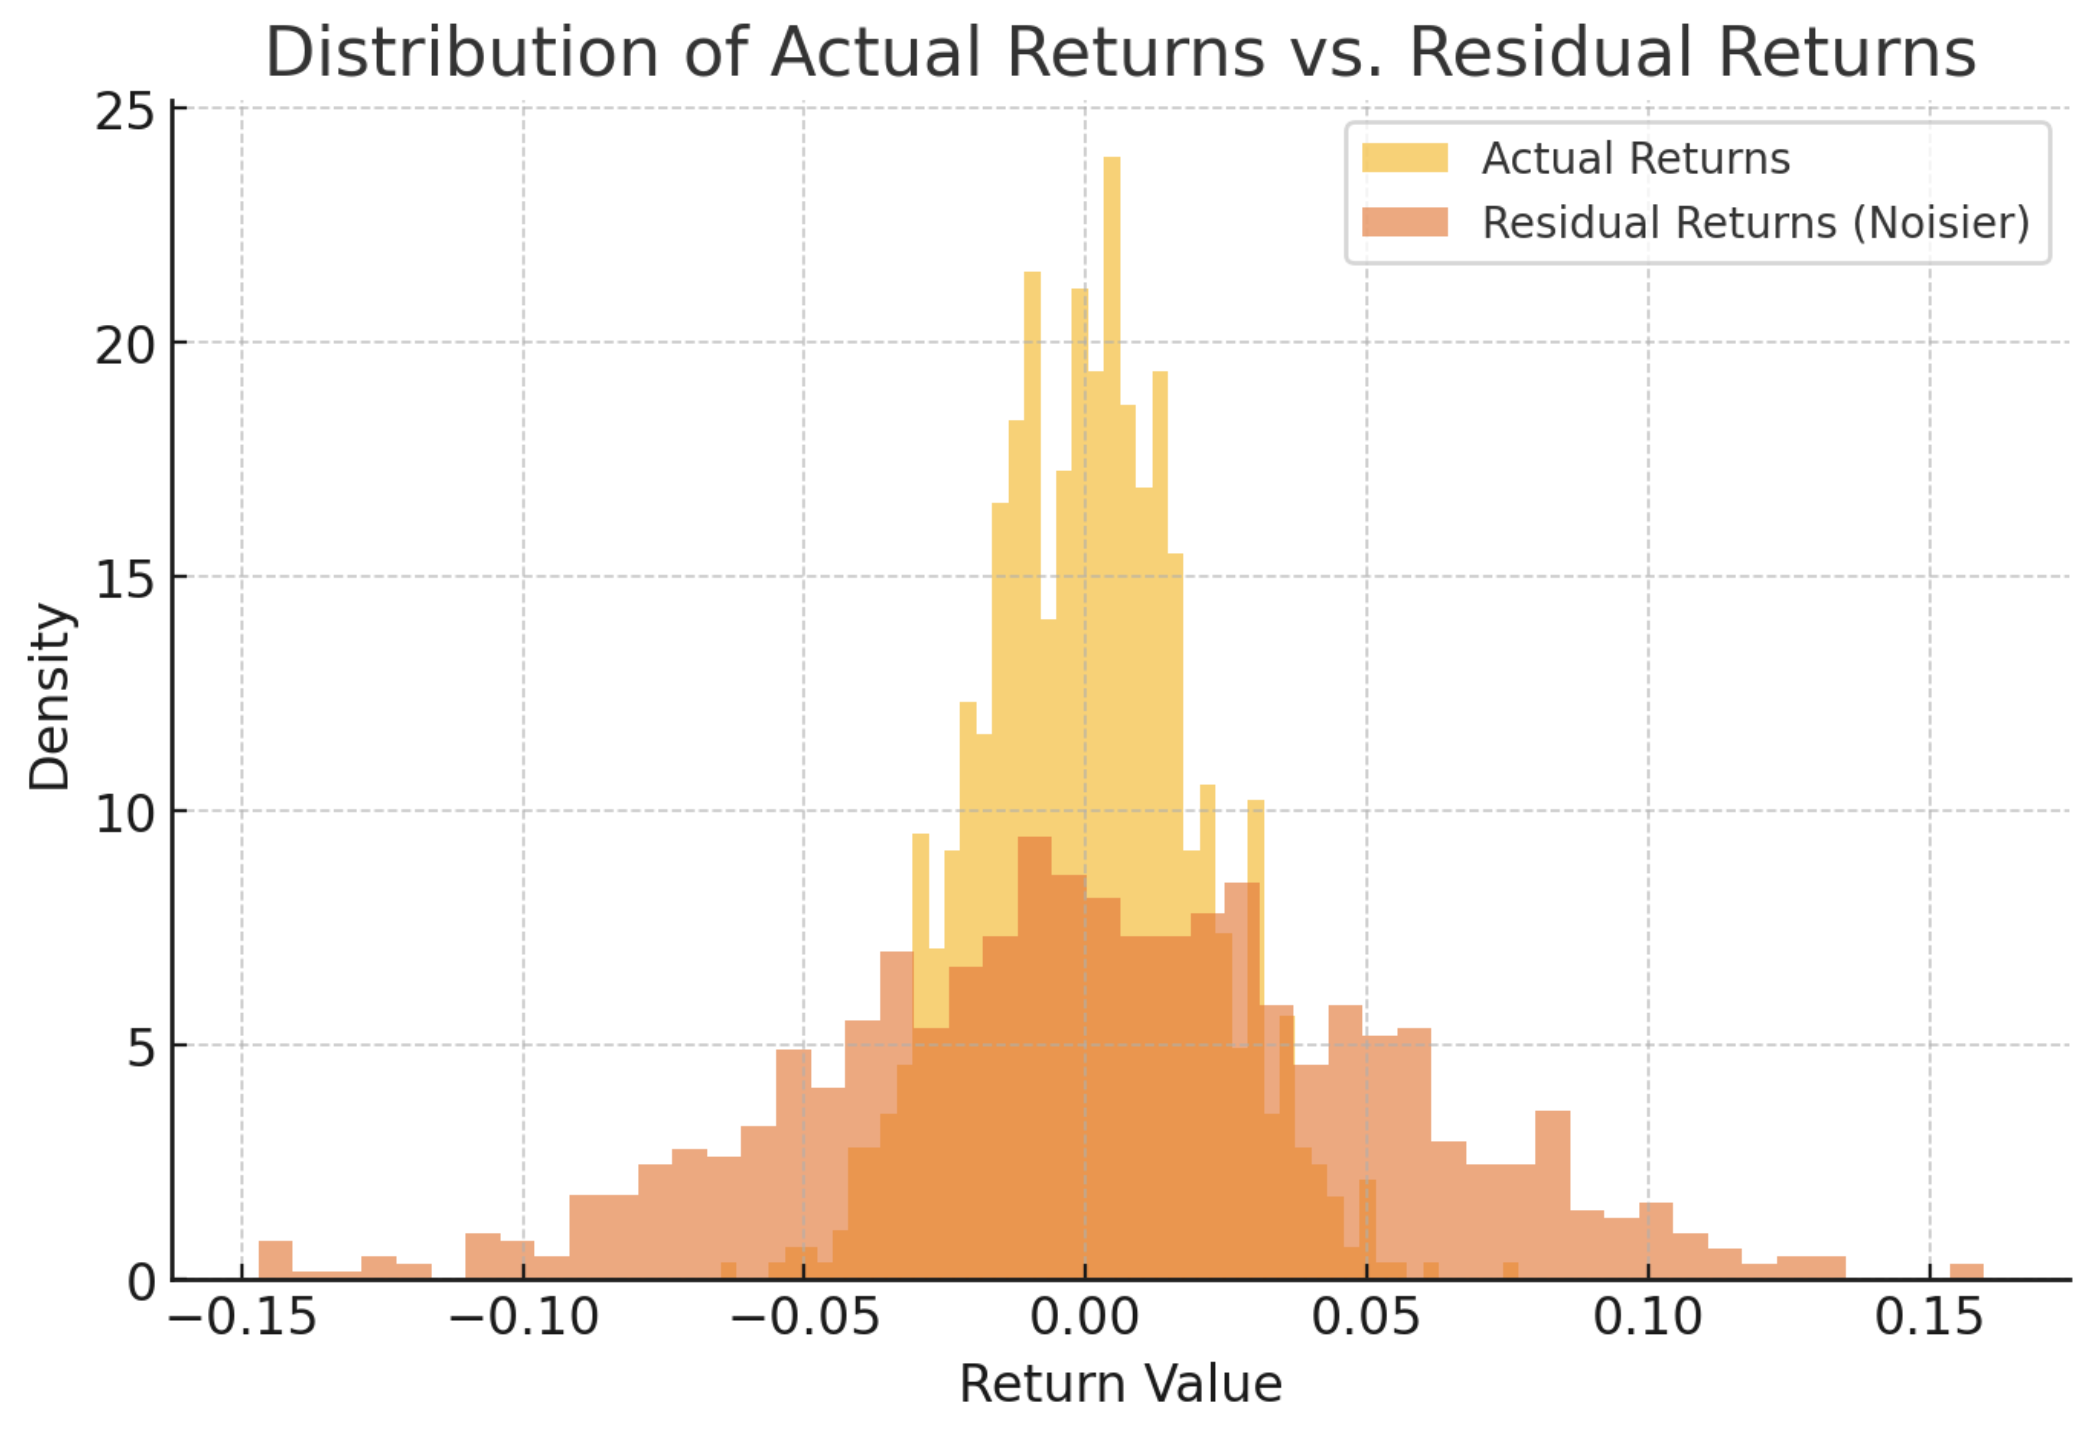 Distribution of Actual Returns vs. Residual Returns
25
20
15
10
5
0
Density
Actual Returns
Residual Returns (Noisier)
−0.15 −0.10 −0.05 0.00 0.05 0.10 0.15
Return Value